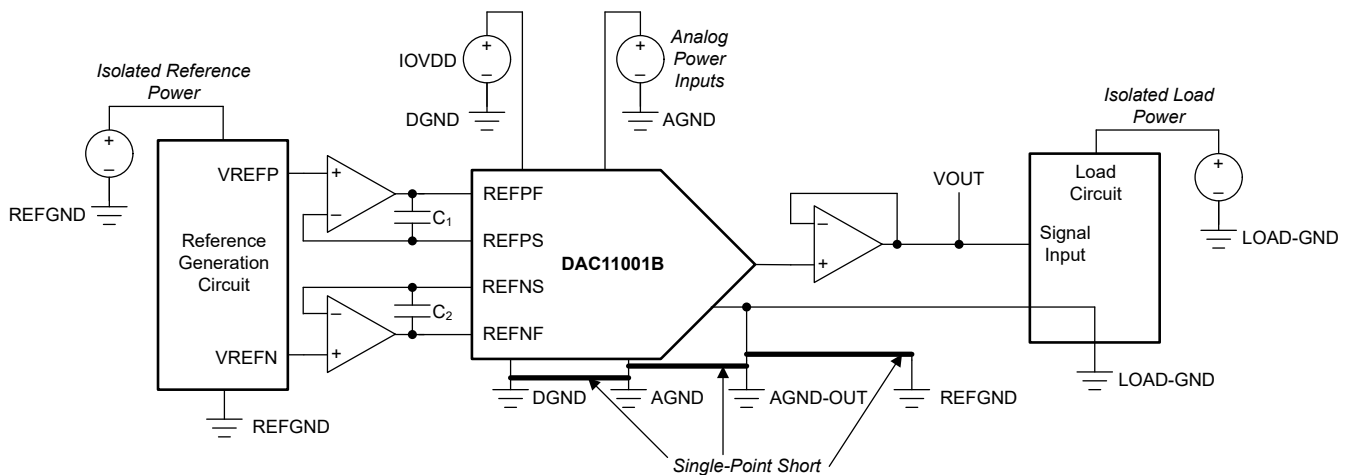 Isolated Reference
Power
+
−
REFGND
IOVDD
+
−
DGND
Analog
Power
Inputs
+
−
AGND
Isolated Load
Power
+
−
LOAD-GND
VREFP
Reference
Generation
Circuit
VREFN
REFGND
+
−
C1
−
+
C2
REFPF
REFPS
REFNS
REFNF
DAC11001B
−
+
VOUT
Load
Circuit
Signal
Input
LOAD-GND
DGND
AGND
AGND-OUT
REFGND
Single-Point Short